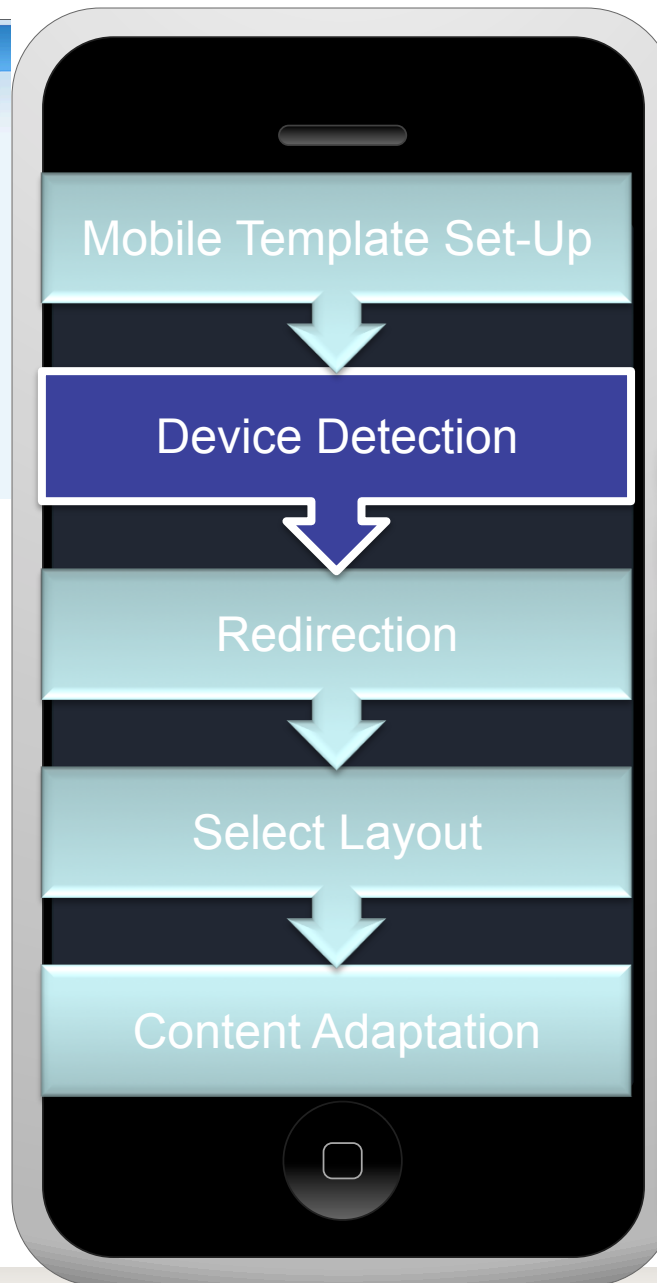 Mobile Template Set-Up
Device Detection
Redirection
Select Layout
Content Adaptation